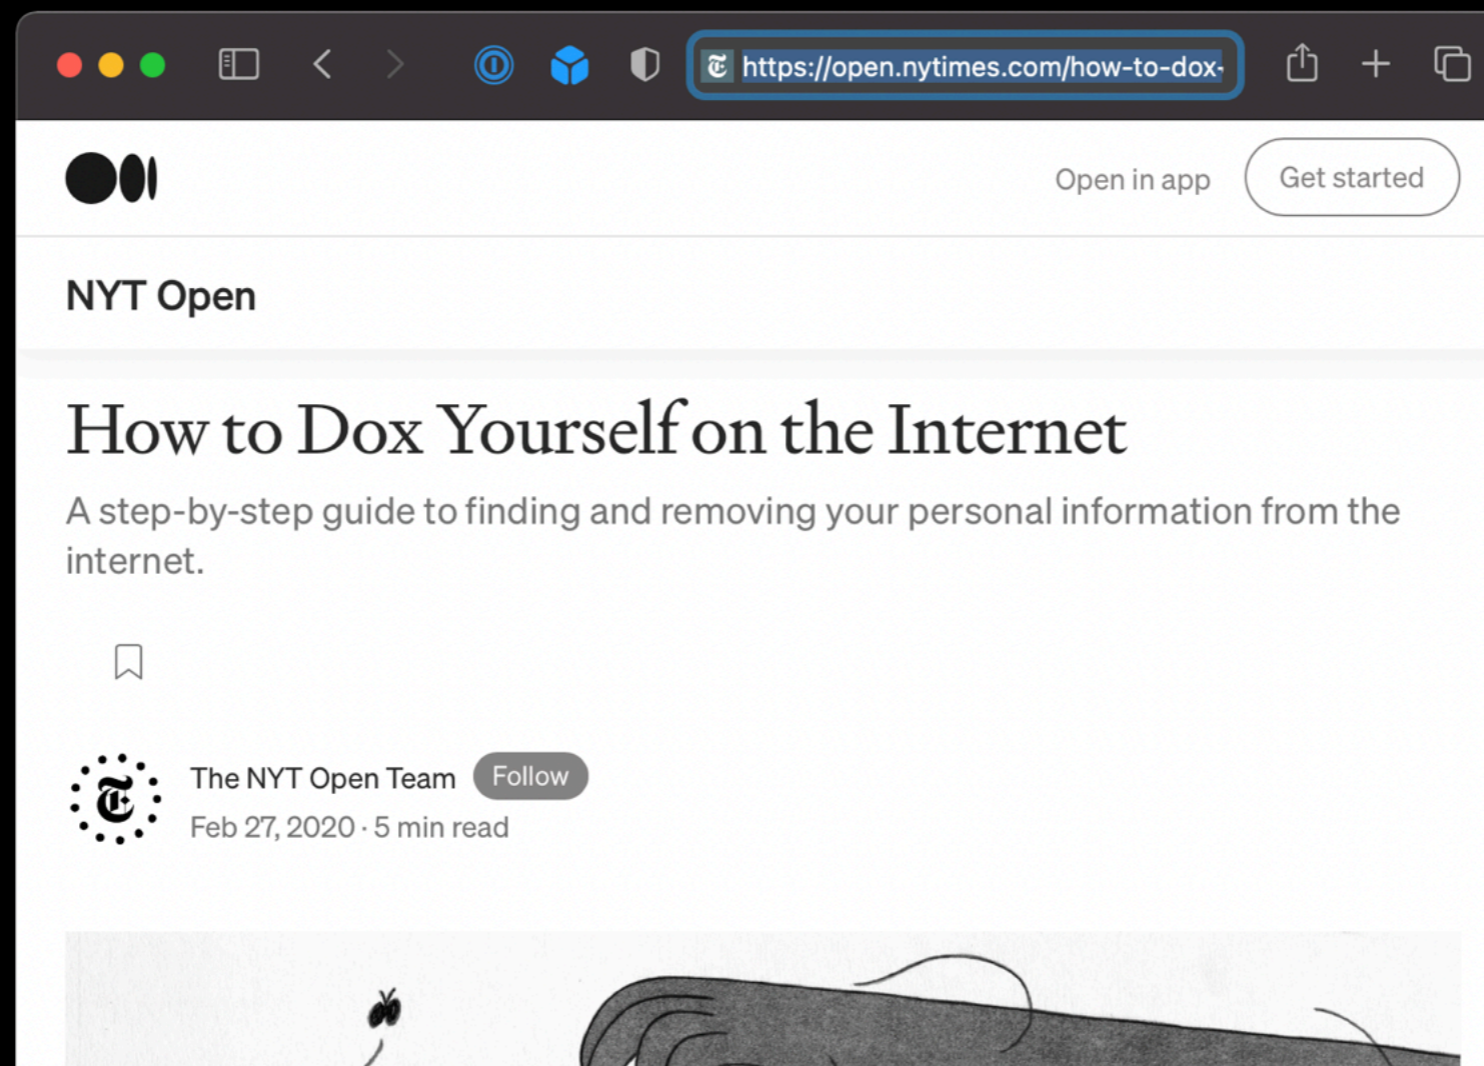 https://open.nytimes.com/how-to-dox-
Open in app
Get started
NYT Open
How to Dox Yourself on the Internet
A step-by-step guide to finding and removing your personal information from the
internet.
The NYT Open Team
Follow
Feb 27, 2020 · 5 min read